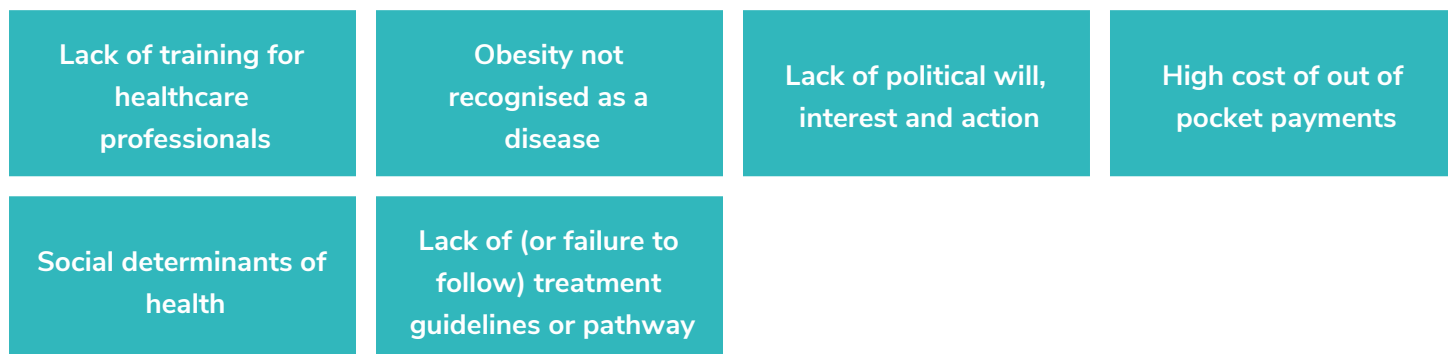 Lack of training for
healthcare
professionals
Obesity not
recognised as a
disease
Lack of political will,
interest and action
High cost of out of
pocket payments
Social determinants of
health
Lack of (or failure to
follow) treatment
guidelines or pathway